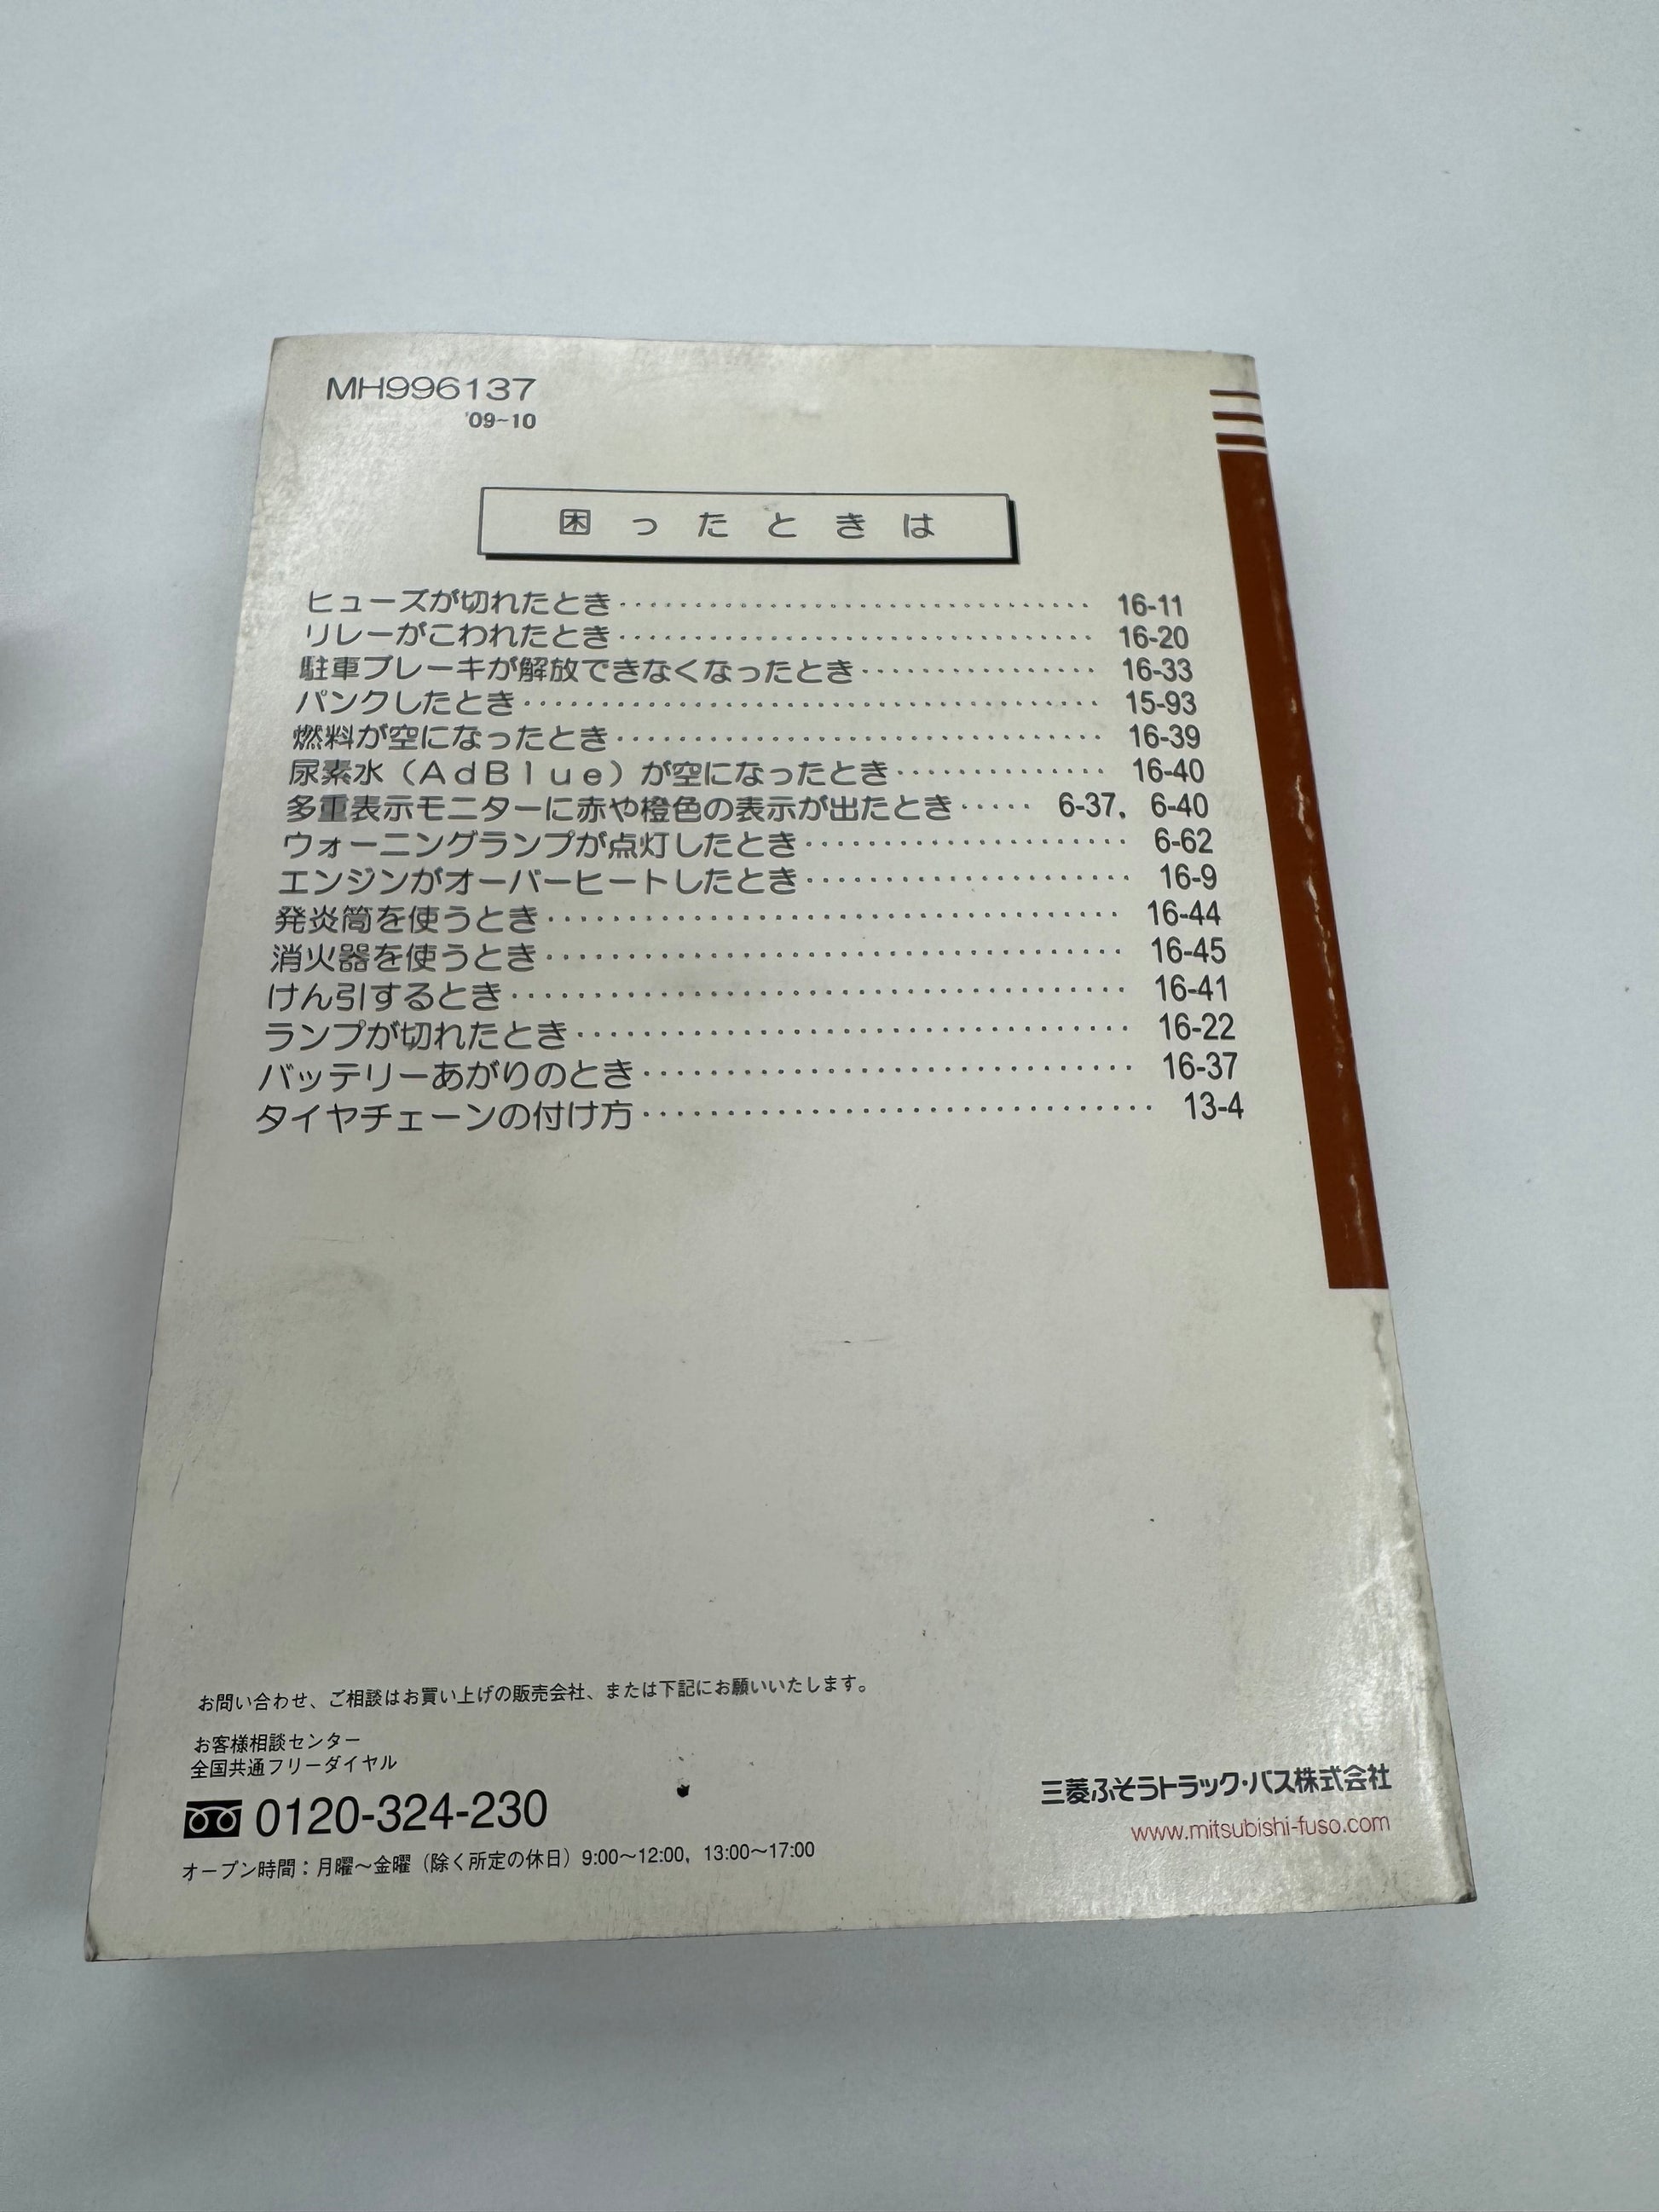 MH996137
'09-10
困ったときは
ヒューズが切れたとき・・・・・・・・・・・・・・・・・・・・・・・・・・・・・・ 16-11
リレーがこわれたとき・・・・・・・・・・・・・・・・・・・・・・・・・・・・・・ 16-20
駐車ブレーキが解放できなくなったとき・・・・・・・・・・・・・・・ 16-33
パンクしたとき・・・・・・・・・・・・・・・・・・・・・・・・・・・・・・・・・・・・ 15-93
燃料が空になったとき・・・・・・・・・・・・・・・・・・・・・・・・・・・・・・ 16-39
尿素水（AdBlue）が空になったとき・・・・・・・・・・・・・・ 16-40
多重表示モニターに赤や橙色の表示が出たとき・・・・・ 6-37, 6-40
ウォーニングランプが点灯したとき・・・・・・・・・・・・・・・・・・・・ 6-62
エンジンがオーバーヒートしたとき・・・・・・・・・・・・・・・・・・・・ 16-9
発炎筒を使うとき・・・・・・・・・・・・・・・・・・・・・・・・・・・・・・・・・・ 16-44
消火器を使うとき・・・・・・・・・・・・・・・・・・・・・・・・・・・・・・・・・・ 16-45
けん引するとき・・・・・・・・・・・・・・・・・・・・・・・・・・・・・・・・・・・・ 16-41
ランプが切れたとき・・・・・・・・・・・・・・・・・・・・・・・・・・・・・・・・ 16-22
バッテリーあがりのとき・・・・・・・・・・・・・・・・・・・・・・・・・・・・ 16-37
タイヤチェーンの付け方・・・・・・・・・・・・・・・・・・・・・・・・・・・・・ 13-4
お問い合わせ、ご相談はお買い上げの販売会社、または下記にお願いいたします。
お客様相談センター
全国共通フリーダイヤル
0120-324-230
オープン時間：月曜～金曜（除く所定の休日）9:00～12:00, 13:00～17:00
三菱ふそうトラック・バス株式会社
www.mitsubishi-fuso.com